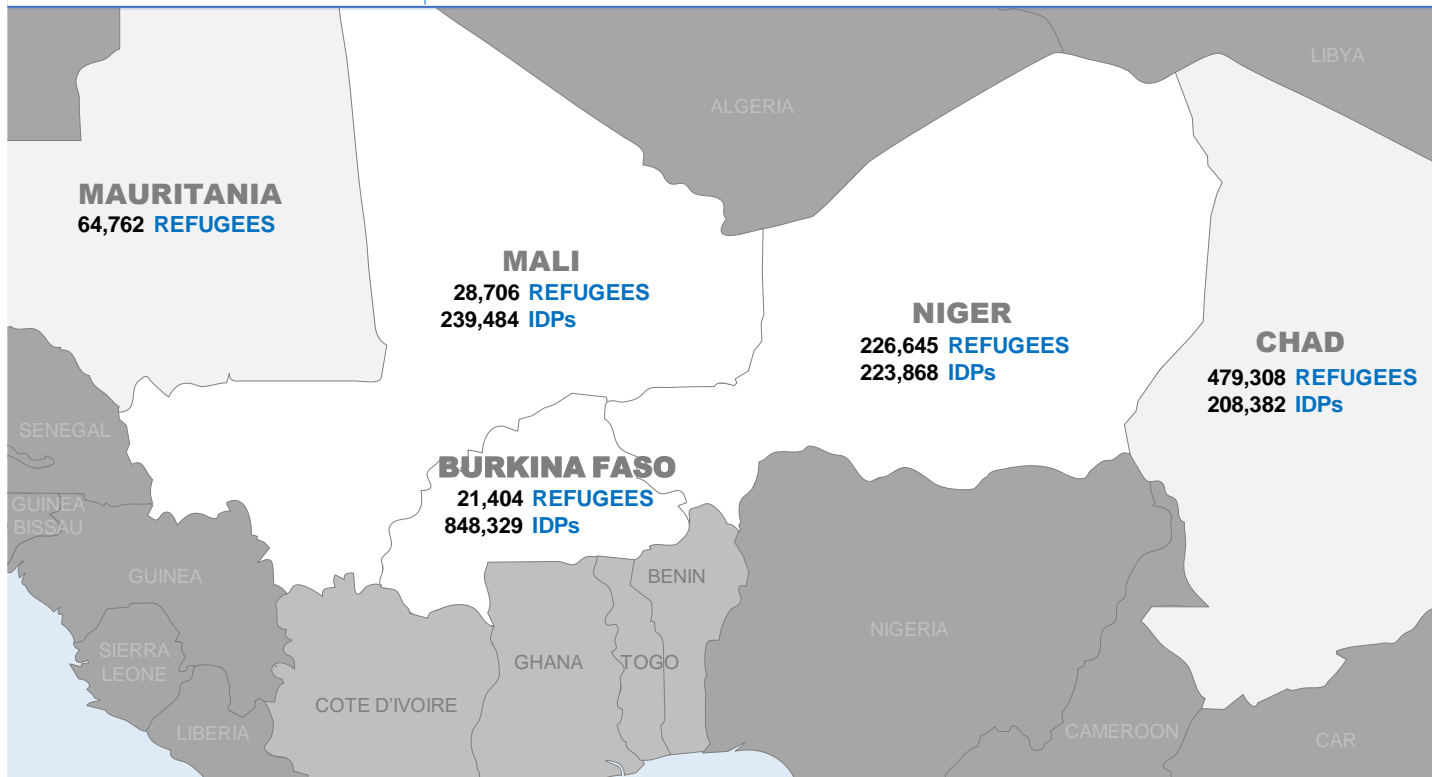 LIBYA
ALGERIA
MAURITANIA
64,762 REFUGEES
MALI
28,706 REFUGEES
239,484 IDPs
NIGER
226,645 REFUGEES
223,868 IDPs
CHAD
479,308 REFUGEES
208,382 IDPs
SENEGAL
BURKINA FASO
21,404 REFUGEES
848,329 IDPs
GUINEA
BISSAU
GUINEA
BENIN
NIGERIA
SIERRA
LEONE
GHANA
TOGO
COTE D'IVOIRE
LIBERIA
CAMEROON
CAR